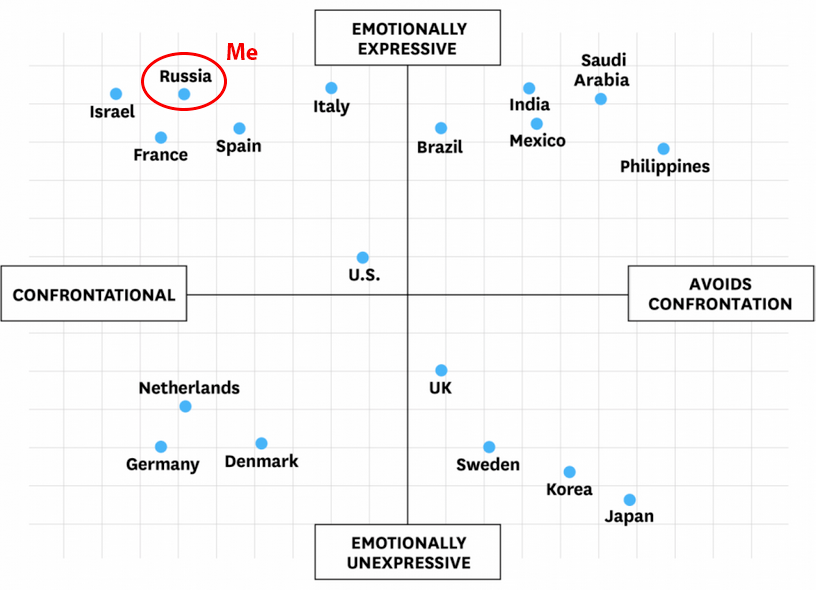 EMOTIONALLY
EXPRESSIVE
Me
Saudi
Arabia
Russia
Israel
Italy
India
France
Spain
Brazil
Mexico
Philippines
U.S.
CONFRONTATIONAL
AVOIDS
CONFRONTATION
Netherlands
UK
Germany
Denmark
Sweden
Korea
Japan
EMOTIONALLY
UNEXPRESSIVE